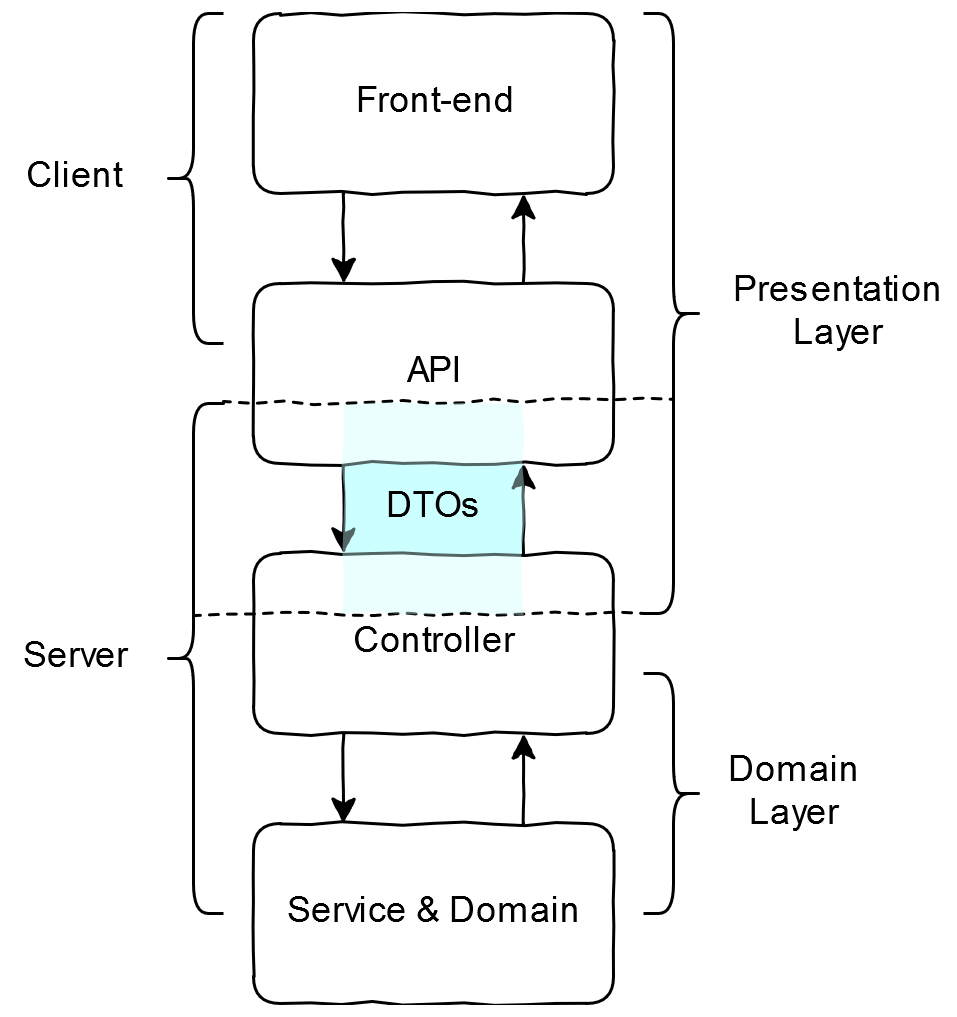 Front-end
Client
Presentation
Layer
API
DTOs
Controller
Server
Domain
Layer
Service & Domain